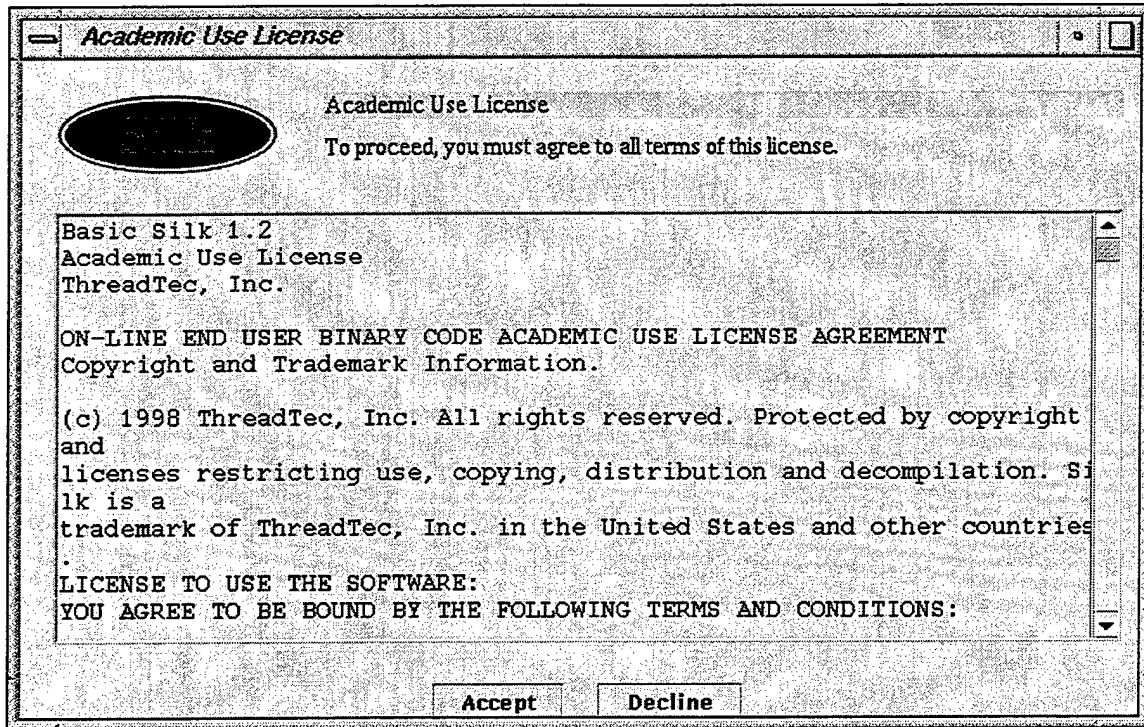 Academic Use License
Academic Use License
To proceed, you must agree to all terms of this license.
Basic Silk 1.2
Academic Use License
ThreadTec, Inc.
ON-LINE END USER BINARY CODE ACADEMIC USE LICENSE AGREEMENT
Copyright and Trademark Information.
(c) 1998 ThreadTec, Inc. All rights reserved. Protected by copyright
and
licenses restricting use, copying, distribution and decompilation. Si
lk is a
trademark of ThreadTec, Inc. in the United States and other countries
.
LICENSE TO USE THE SOFTWARE:
YOU AGREE TO BE BOUND BY THE FOLLOWING TERMS AND CONDITIONS:
Accept Decline